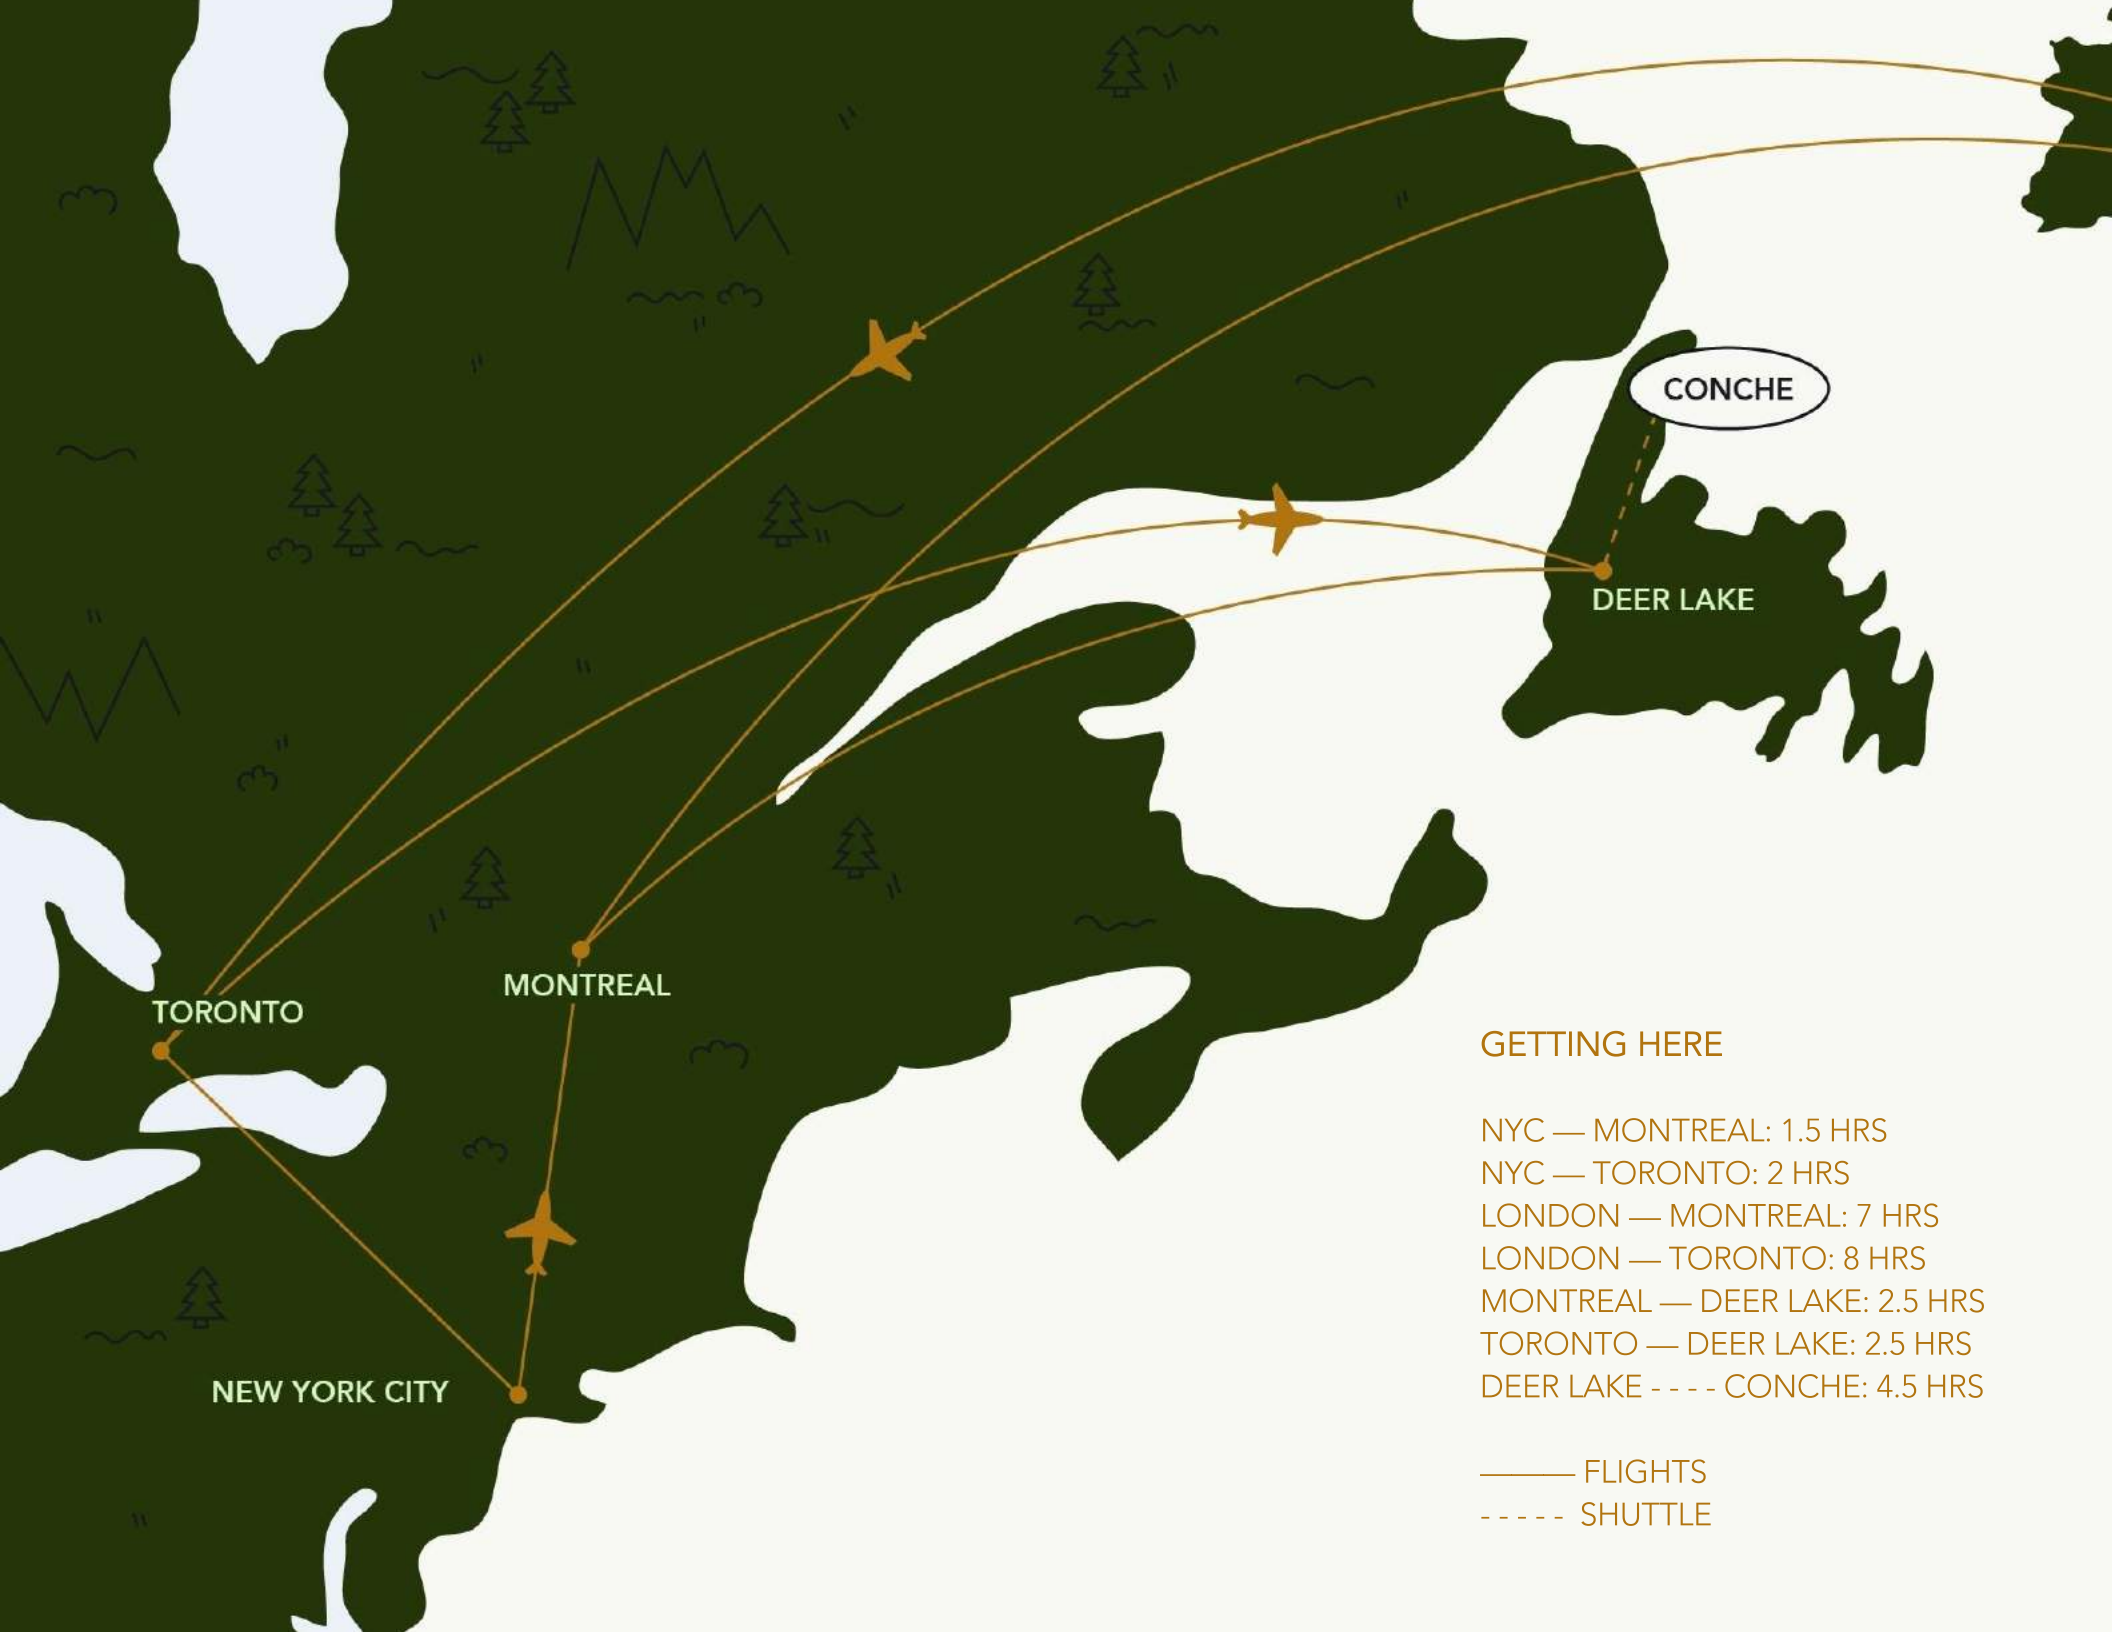 CONCHE
DEER LAKE
MONTREAL
TORONTO
NEW YORK CITY
GETTING HERE
NYC — MONTREAL: 1.5 HRS
NYC — TORONTO: 2 HRS
LONDON — MONTREAL: 7 HRS
LONDON — TORONTO: 8 HRS
MONTREAL — DEER LAKE: 2.5 HRS
TORONTO — DEER LAKE: 2.5 HRS
DEER LAKE - - - - CONCHE: 4.5 HRS
——— FLIGHTS
- - - - - SHUTTLE